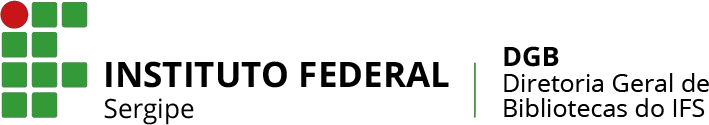 INSTITUTO FEDERAL
Sergipe
DGB
Diretoria Geral de
Bibliotecas do IFS